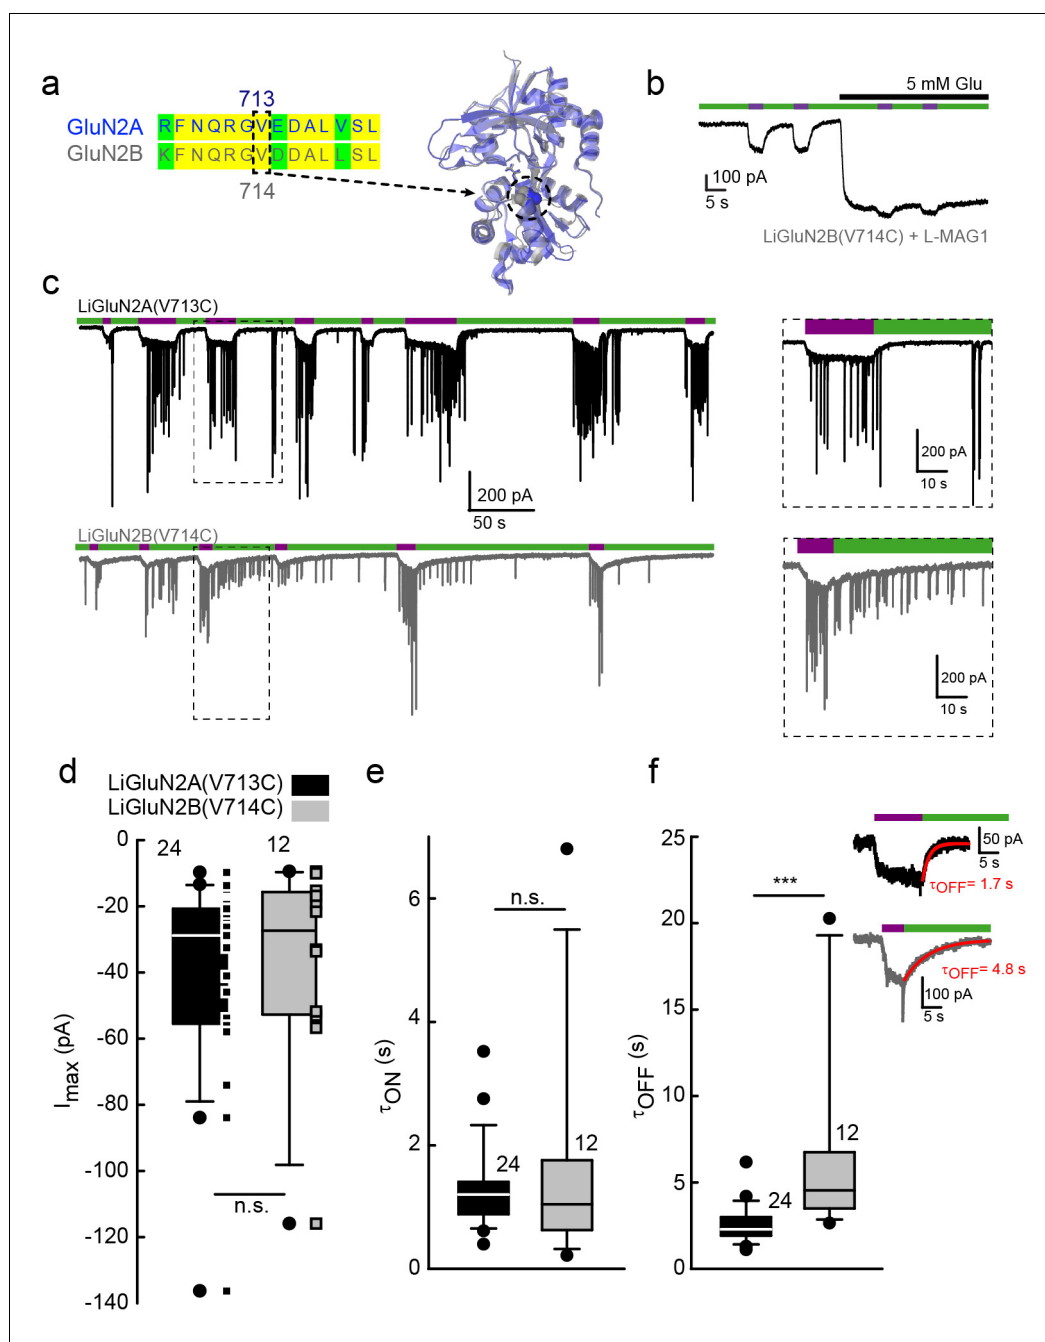 a
713
GluN2A RFNQRGVEDALVSL
GluN2B KFNQRGVDDALLSL
714
b
5 mM Glu
100 pA
5 s
LiGluN2B(V714C) + L-MAG1
c
LiGluN2A(V713C)
200 pA
50 s
200 pA
10 s
LiGluN2B(V714C)
200 pA
10 s
d
LiGluN2A(V713C)
LiGluN2B(V714C)
0
-20
-40
-60
-80
-100
-120
-140
Imax (pA)
24
12
n.s.
e
6
4
2
0
τON (s)
n.s.
24
12
f
25
20
15
10
5
0
τOFF (s)
***
24
12
50 pA
5 s
τOFF= 1.7 s
τOFF= 4.8 s
100 pA
5 s